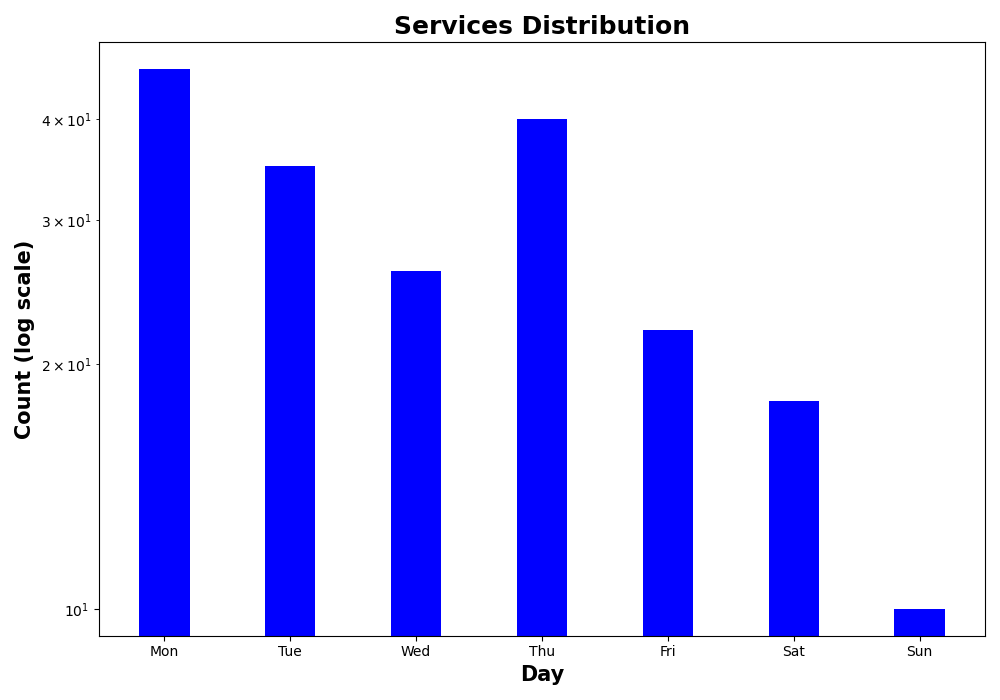 Services Distribution
Count (log scale)
4 × 10¹
3 × 10¹
2 × 10¹
10¹
Mon Tue Wed Thu Fri Sat Sun
Day